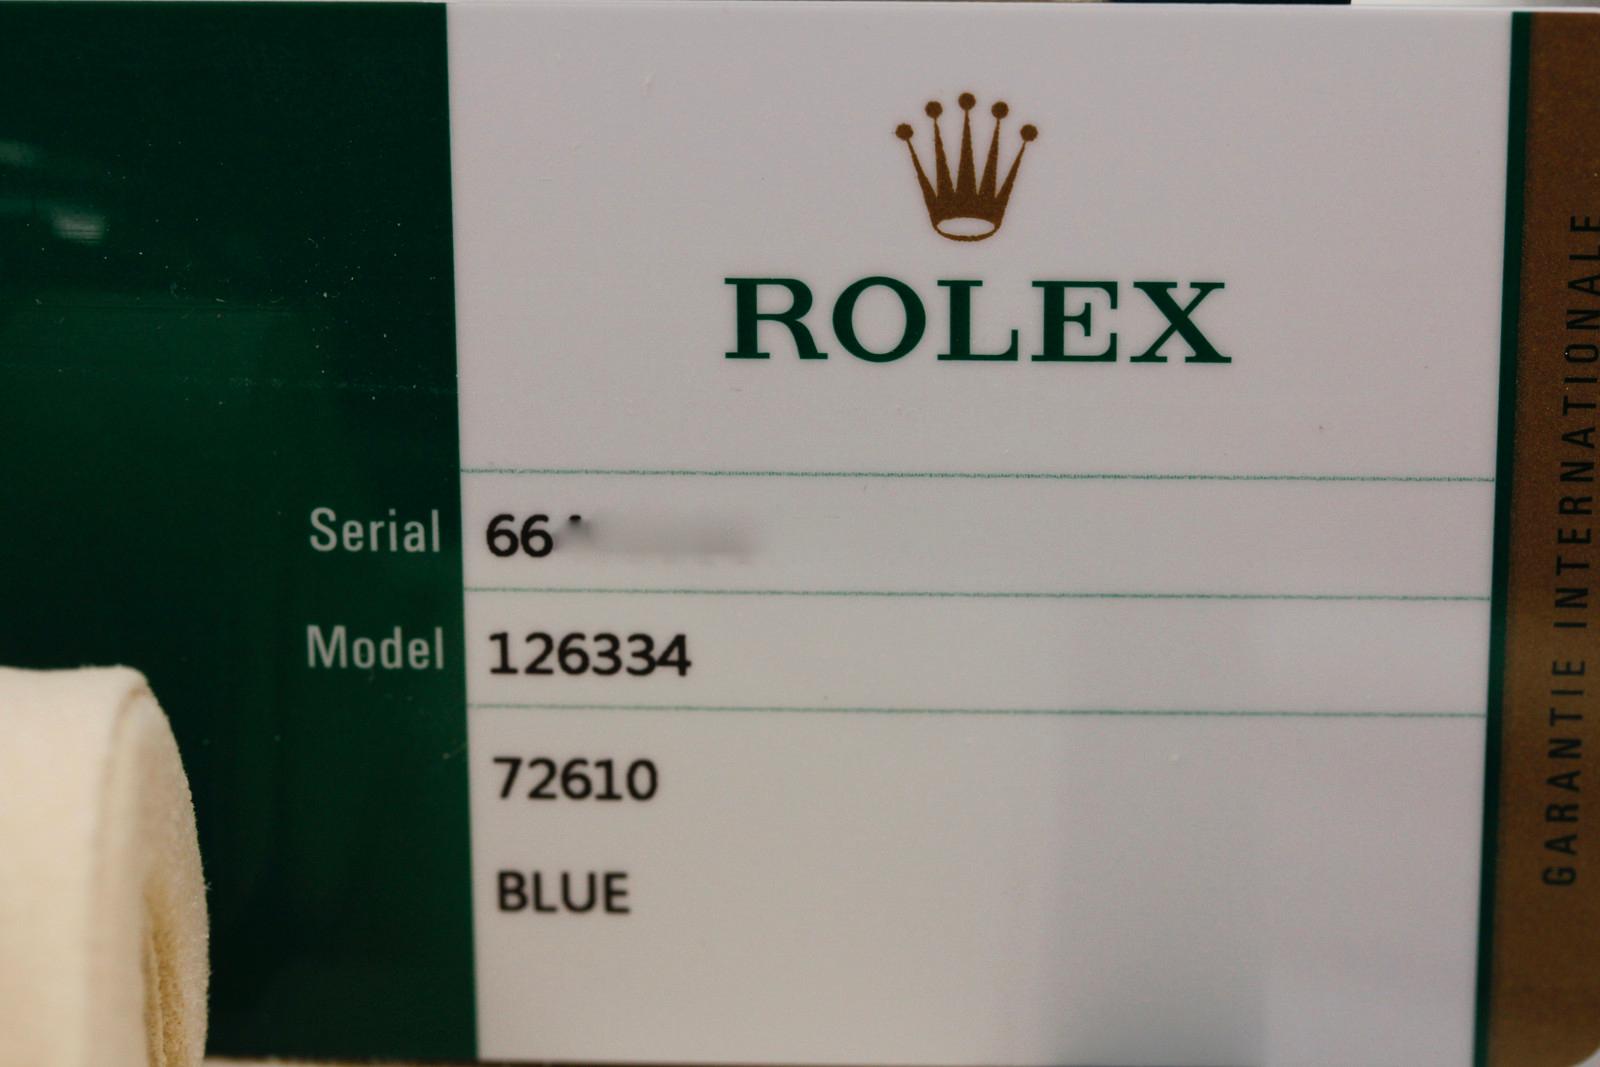 ROLEX
Serial 66
Model 126334
72610
BLUE
GARANTIE INTERNATIONALE